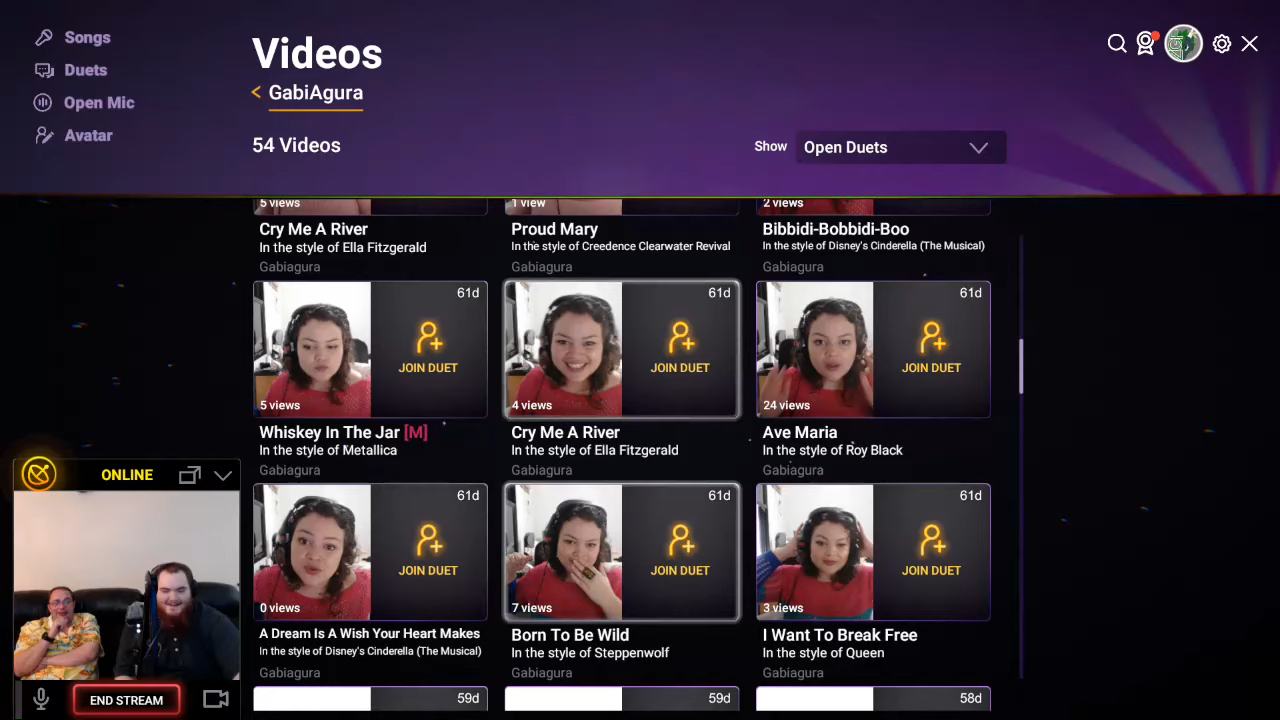 Songs
Duets
Open Mic
Avatar
Videos
GabiAgura
54 Videos
Show
Open Duets
5 views
1 view
2 views
Cry Me A River
In the style of Ella Fitzgerald
Gabiagura
Proud Mary
In the style of Creedence Clearwater Revival
Gabiagura
Bibbidi-Bobbidi-Boo
In the style of Disney's Cinderella (The Musical)
Gabiagura
61d
JOIN DUET
5 views
Whiskey In The Jar [M]
In the style of Metallica
Gabiagura
61d
JOIN DUET
4 views
Cry Me A River
In the style of Ella Fitzgerald
Gabiagura
61d
JOIN DUET
24 views
Ave Maria
In the style of Roy Black
Gabiagura
61d
JOIN DUET
0 views
A Dream Is A Wish Your Heart Makes
In the style of Disney's Cinderella (The Musical)
Gabiagura
61d
JOIN DUET
7 views
Born To Be Wild
In the style of Steppenwolf
Gabiagura
61d
JOIN DUET
3 views
I Want To Break Free
In the style of Queen
Gabiagura
59d
59d
58d
ONLINE
END STREAM